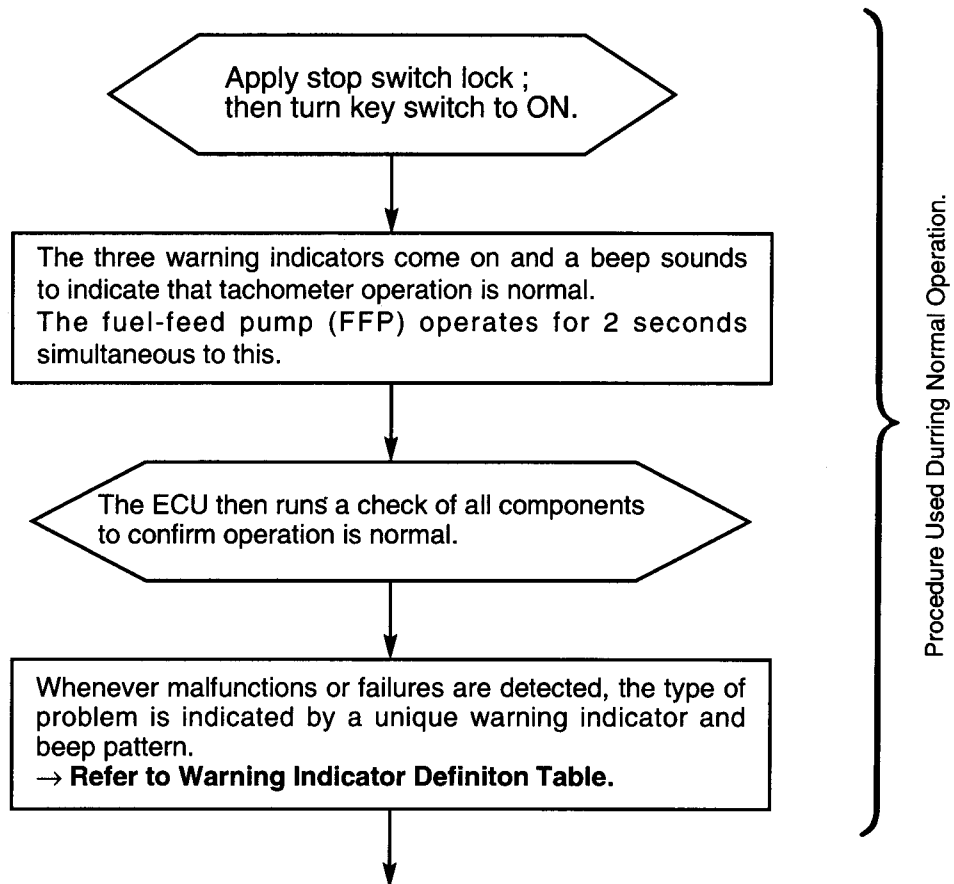 Apply stop switch lock ;
then turn key switch to ON.
The three warning indicators come on and a beep sounds
to indicate that tachometer operation is normal.
The fuel-feed pump (FFP) operates for 2 seconds
simultaneous to this.
The ECU then runs a check of all components
to confirm operation is normal.
Whenever malfunctions or failures are detected, the type of
problem is indicated by a unique warning indicator and
beep pattern.
→ Refer to Warning Indicator Definiton Table.
Procedure Used Durring Normal Operation.